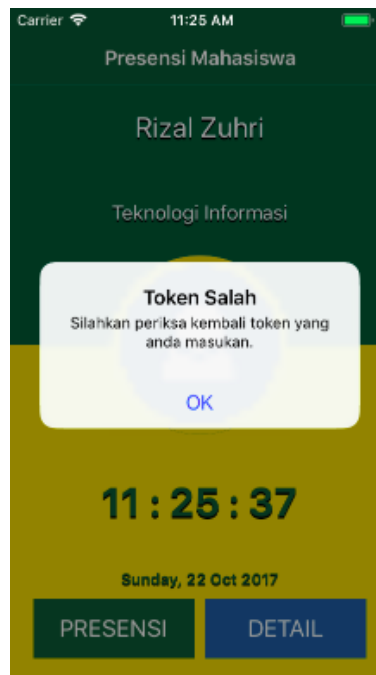 Carrier 11:25 AM
Presensi Mahasiswa
Rizal Zuhri
Teknologi Informasi
Token Salah
Silahkan periksa kembali token yang
anda masukan.
OK
11 : 25 : 37
Sunday, 22 Oct 2017
PRESENSI DETAIL